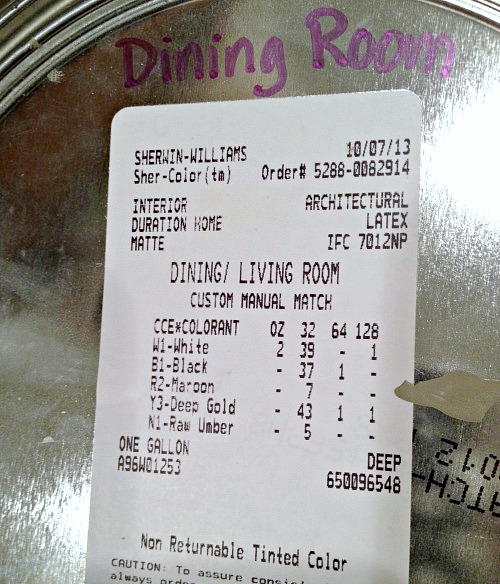 Dining Room
SHERWIN-WILLIAMS 10/07/13
Sher-Color(tm) Order# 5288-0082914
INTERIOR ARCHITECTURAL
DURATION HOME LATEX
MATTE IFC 7012NP
DINING/ LIVING ROOM
CUSTOM MANUAL MATCH
CCE*COLORANT OZ 32 64 128
W1-White 2 39 - 1
B1-Black - 37 1 -
R2-Maroon - 7 - -
Y3-Deep Gold - 43 1 1
N1-Raw Umber - 5 - -
ONE GALLON DEEP
A96W01253 650096548
Non Returnable Tinted Color
CAUTION: To assure
always